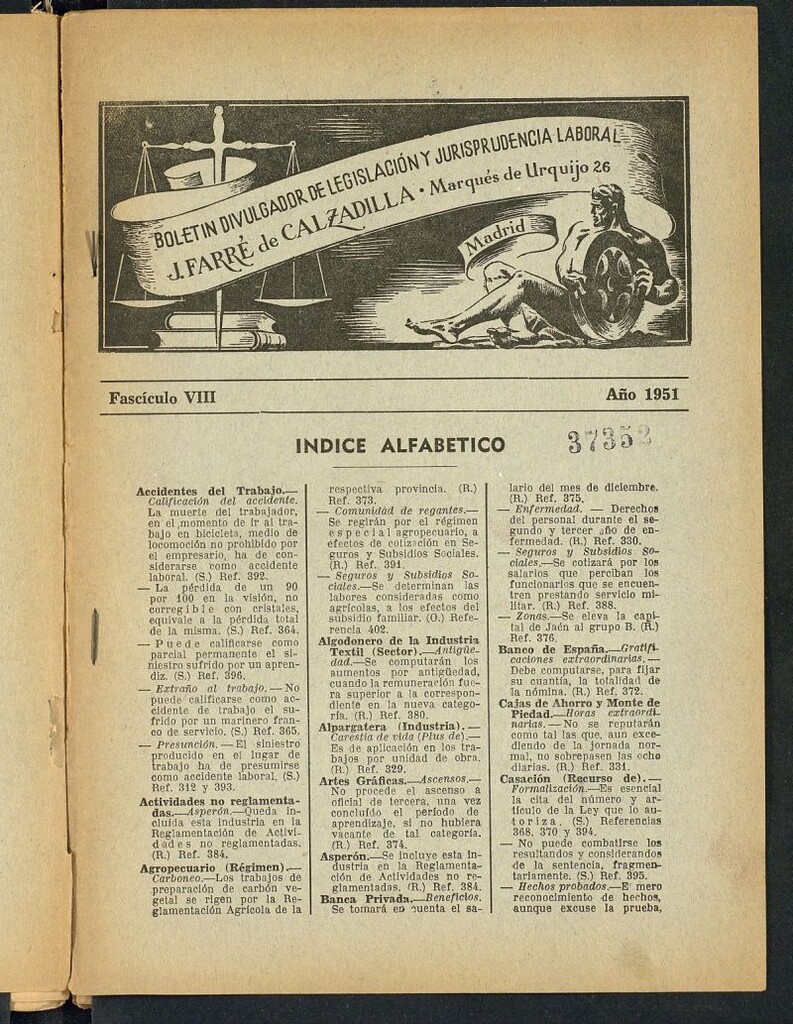 BOLETIN DIVULGADOR DE LEGISLACIÓN Y JURISPRUDENCIA LABORAL
J. FARRÉ de CALZADILLA • Marqués de Urquijo 26
Madrid
Fascículo VIII
Año 1951
INDICE ALFABETICO
37352
Accidentes del Trabajo.—
Calificación del accidente.
La muerte del trabajador,
en el momento de ir al tra-
bajo en bicicleta, medio de
locomoción no prohibido por
el empresario, ha de con-
siderarse como accidente
laboral. (S.) Ref. 392.
— La pérdida de un 90
por 100 en la visión, no
corregible con cristales,
equivale a la pérdida total
de la misma. (S.) Ref. 364.
— Puede calificarse como
parcial permanente el si-
niestro sufrido por un apren-
diz. (S.) Ref. 396.
— Extraño al trabajo.—No
puede calificarse como ac-
cidente de trabajo el su-
frido por un marinero fran-
co de servicio. (S.) Ref. 365.
— Presunción.—El siniestro
producido en el lugar de
trabajo ha de presumirse
como accidente laboral. (S.)
Ref. 312 y 393.
Actividades no reglamenta-
das.—Asperón.—Queda in-
cluída esta industria en la
Reglamentación de Activi-
dades no reglamentadas.
(R.) Ref. 384.
Agropecuario (Régimen).—
Carboneo.—Los trabajos de
preparación de carbón ve-
getal se rigen por la Re-
glamentación Agrícola de la
respectiva provincia. (R.)
Ref. 373.
— Comunidad de regantes.—
Se regirán por el régimen
especial agropecuario, a
efectos de cotización en Se-
guros y Subsidios Sociales.
(R.) Ref. 391.
— Seguros y Subsidios So-
ciales.—Se determinan las
labores consideradas como
agrícolas, a los efectos del
subsidio familiar. (O.) Refe-
rencia 402.
Algodonero de la Industria
Textil (Sector).—Antigüe-
dad.—Se computarán los
aumentos por antigüedad,
cuando la remuneración fue-
ra superior a la correspon-
diente en la nueva catego-
ría. (R.) Ref. 380.
Alpargatera (Industria).—
Carestía de vida (Plus de).—
Es de aplicación en los tra-
bajos por unidad de obra.
(R.) Ref. 329.
Artes Gráficas.—Ascensos.—
No procede el ascenso a
oficial de tercera, una vez
concluído el período de
aprendizaje, si no hubiera
vacante de tal categoría.
(R.) Ref. 374.
Asperón.—Se incluye esta in-
dustria en la Reglamenta-
ción de Actividades no re-
glamentadas. (R.) Ref. 384.
Banca Privada.—Beneficios.
Se tomará en cuenta el sa-
lario del mes de diciembre.
(R.) Ref. 375.
— Enfermedad. — Derechos
del personal durante el se-
gundo y tercer año de en-
fermedad. (R.) Ref. 330.
— Seguros y Subsidios So-
ciales.—Se cotizará por los
salarios que perciban los
funcionarios que se encuen-
tren prestando servicio mi-
litar. (R.) Ref. 388.
— Zonas.—Se eleva la capi-
tal de Jaén al grupo B. (R.)
Ref. 376.
Banco de España.—Gratifi-
caciones extraordinarias.—
Debe computarse, para fijar
su cuantía, la totalidad de
la nómina. (R.) Ref. 372.
Cajas de Ahorro y Monte de
Piedad.—Horas extraordi-
narias.—No se reputarán
como tal las que, aun exce-
diendo de la jornada nor-
mal, no sobrepasen las ocho
diarias. (R.) Ref. 331.
Casación (Recurso de).—
Formalización.—Es esencial
la cita del número y ar-
tículo de la Ley que lo au-
toriza. (S.) Referencias
368, 370 y 394.
— No puede combatirse los
resultandos y considerandos
de la sentencia, fragmen-
tariamente. (S.) Ref. 395.
— Hechos probados.—E' mero
reconocimiento de hechos,
aunque excuse la prueba,